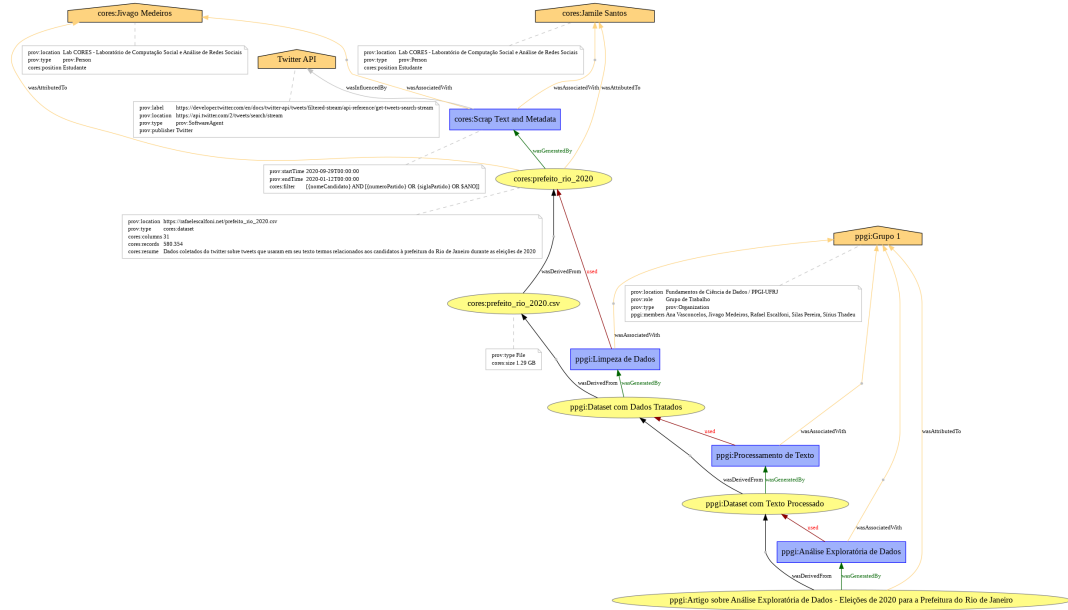 cores:Jivago Medeiros
cores:Jamile Santos
prov:location Lab CORES - Laboratório de Computação Social e Análise de Redes Sociais
prov:type prov:Person
cores:position Estudante
Twitter API
prov:location Lab CORES - Laboratório de Computação Social e Análise de Redes Sociais
prov:type prov:Person
cores:position Estudante
wasAttributedTo
wasInfluencedBy
wasAssociatedWith
wasAssociatedWith
wasAttributedTo
prov:label https://developer.twitter.com/en/docs/twitter-api/tweets/filtered-stream/api-reference/get-tweets-search-stream
prov:location https://api.twitter.com/2/tweets/search/stream
prov:type prov:SoftwareAgent
prov:publisher Twitter
cores:Scrap Text and Metadata
wasGeneratedBy
prov:startTime 2020-09-29T00:00:00
prov:endTime 2020-01-12T00:00:00
cores:filter [(nomeCandidato) AND [(numeroPartido) OR (siglaPartido) OR $ANO]]
cores:prefeito_rio_2020
prov:location https://rafaelescalfoni.net/prefeito_rio_2020.csv
prov:type cores:dataset
cores:columns 31
cores:records 580.354
cores:resume Dados coletados do twitter sobre tweets que usaram em seu texto termos relacionados aos candidatos à prefeitura do Rio de Janeiro durante as eleições de 2020
ppgi:Grupo 1
wasDerivedFrom
used
prov:location Fundamentos de Ciência de Dados / PPGI-UFRJ
prov:role Grupo de Trabalho
prov:type prov:Organization
ppgi:members Ana Vasconcelos, Jivago Medeiros, Rafael Escalfoni, Silas Pereira, Sirius Thadeu
cores:prefeito_rio_2020.csv
wasAssociatedWith
prov:type File
cores:size 1.29 GB
ppgi:Limpeza de Dados
wasDerivedFrom
wasGeneratedBy
ppgi:Dataset com Dados Tratados
used
wasAssociatedWith
wasAttributedTo
ppgi:Processamento de Texto
wasDerivedFrom
wasGeneratedBy
ppgi:Dataset com Texto Processado
used
wasAssociatedWith
ppgi:Análise Exploratória de Dados
wasDerivedFrom
wasGeneratedBy
ppgi:Artigo sobre Análise Exploratória de Dados - Eleições de 2020 para a Prefeitura do Rio de Janeiro